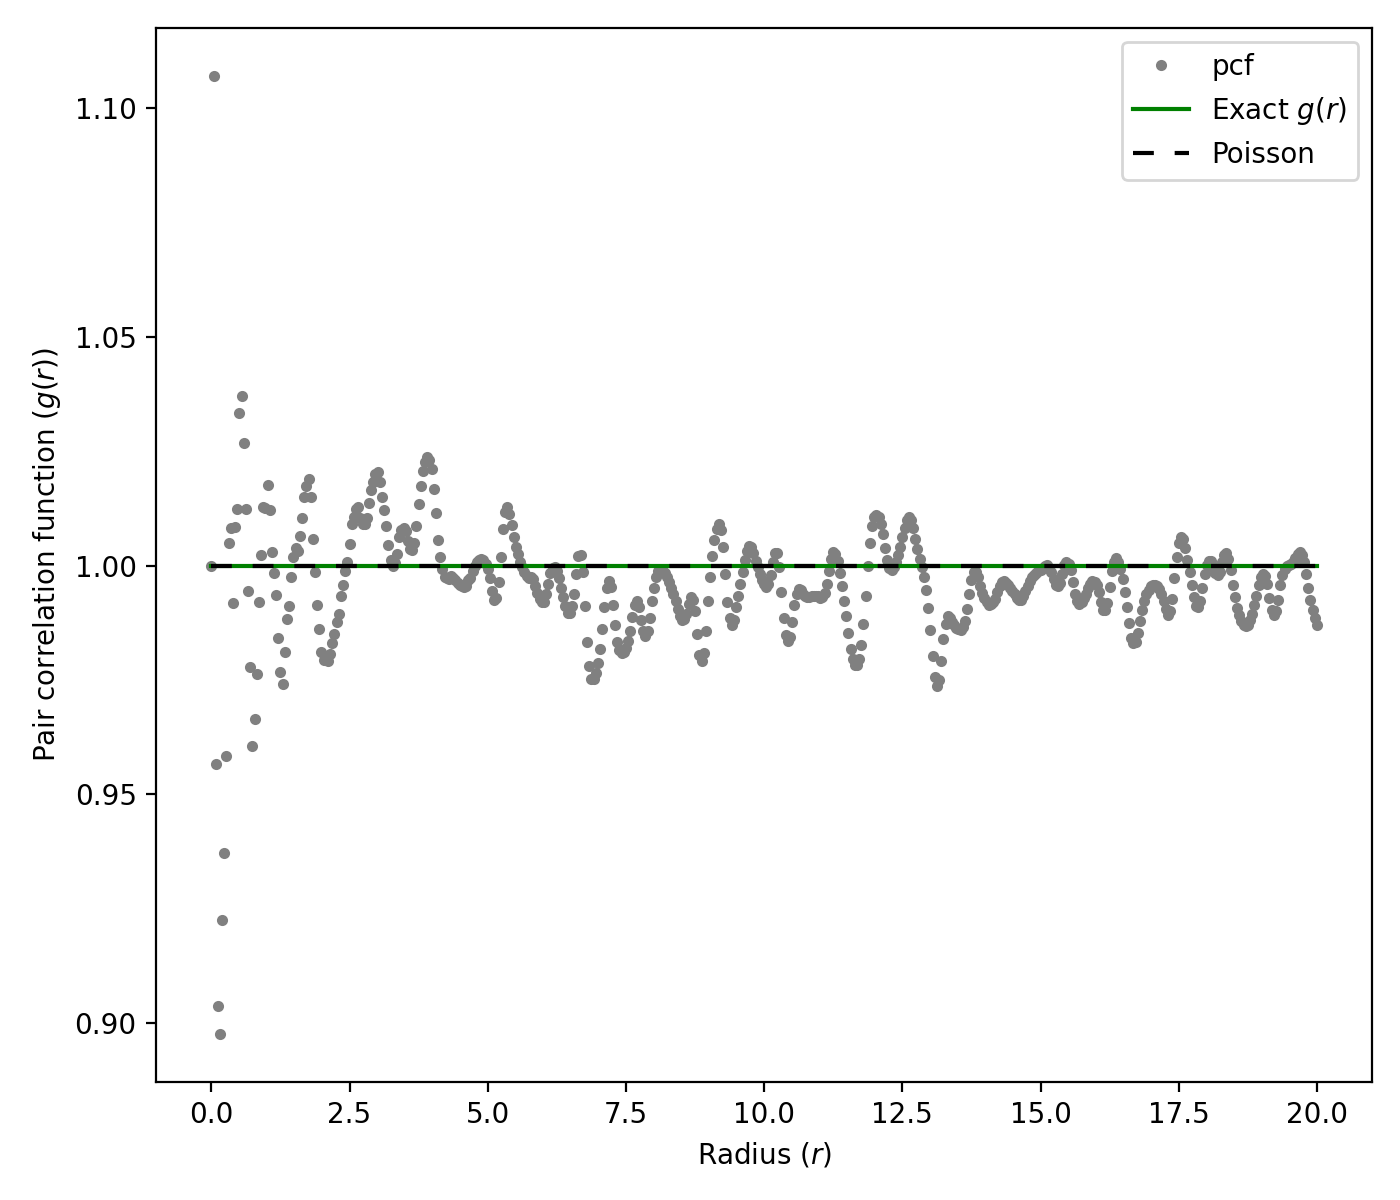 pcf
Exact g(r)
Poisson
1.10
1.05
1.00
0.95
0.90
Pair correlation function (g(r))
0.0 2.5 5.0 7.5 10.0 12.5 15.0 17.5 20.0
Radius (r)